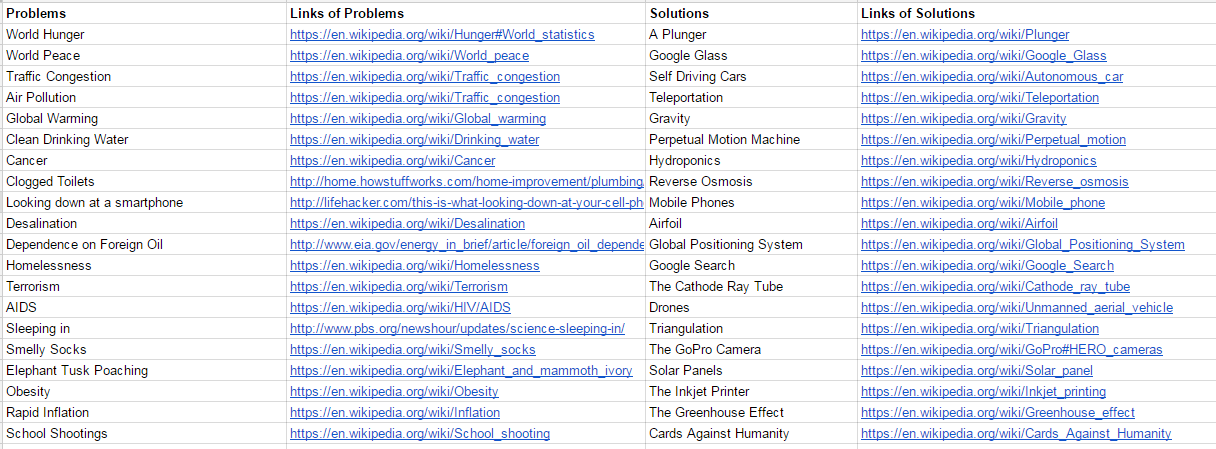 Problems Links of Problems Solutions Links of Solutions
World Hunger https://en.wikipedia.org/wiki/Hunger#World_statistics A Plunger https://en.wikipedia.org/wiki/Plunger
World Peace https://en.wikipedia.org/wiki/World_peace Google Glass https://en.wikipedia.org/wiki/Google_Glass
Traffic Congestion https://en.wikipedia.org/wiki/Traffic_congestion Self Driving Cars https://en.wikipedia.org/wiki/Autonomous_car
Air Pollution https://en.wikipedia.org/wiki/Traffic_congestion Teleportation https://en.wikipedia.org/wiki/Teleportation
Global Warming https://en.wikipedia.org/wiki/Global_warming Gravity https://en.wikipedia.org/wiki/Gravity
Clean Drinking Water https://en.wikipedia.org/wiki/Drinking_water Perpetual Motion Machine https://en.wikipedia.org/wiki/Perpetual_motion
Cancer https://en.wikipedia.org/wiki/Cancer Hydroponics https://en.wikipedia.org/wiki/Hydroponics
Clogged Toilets http://home.howstuffworks.com/home-improvement/plumbing/ Reverse Osmosis https://en.wikipedia.org/wiki/Reverse_osmosis
Looking down at a smartphone http://lifehacker.com/this-is-what-looking-down-at-your-cell-ph Mobile Phones https://en.wikipedia.org/wiki/Mobile_phone
Desalination https://en.wikipedia.org/wiki/Desalination Airfoil https://en.wikipedia.org/wiki/Airfoil
Dependence on Foreign Oil http://www.eia.gov/energy_in_brief/article/foreign_oil_depende Global Positioning System https://en.wikipedia.org/wiki/Global_Positioning_System
Homelessness https://en.wikipedia.org/wiki/Homelessness Google Search https://en.wikipedia.org/wiki/Google_Search
Terrorism https://en.wikipedia.org/wiki/Terrorism The Cathode Ray Tube https://en.wikipedia.org/wiki/Cathode_ray_tube
AIDS https://en.wikipedia.org/wiki/HIV/AIDS Drones https://en.wikipedia.org/wiki/Unmanned_aerial_vehicle
Sleeping in http://www.pbs.org/newshour/updates/science-sleeping-in/ Triangulation https://en.wikipedia.org/wiki/Triangulation
Smelly Socks https://en.wikipedia.org/wiki/Smelly_socks The GoPro Camera https://en.wikipedia.org/wiki/GoPro#HERO_cameras
Elephant Tusk Poaching https://en.wikipedia.org/wiki/Elephant_and_mammoth_ivory Solar Panels https://en.wikipedia.org/wiki/Solar_panel
Obesity https://en.wikipedia.org/wiki/Obesity The Inkjet Printer https://en.wikipedia.org/wiki/Inkjet_printing
Rapid Inflation https://en.wikipedia.org/wiki/Inflation The Greenhouse Effect https://en.wikipedia.org/wiki/Greenhouse_effect
School Shootings https://en.wikipedia.org/wiki/School_shooting Cards Against Humanity https://en.wikipedia.org/wiki/Cards_Against_Humanity